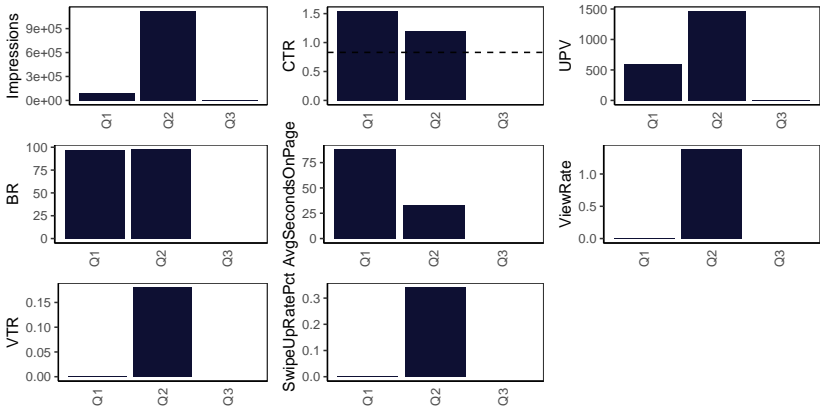 Impressions
9e+05
6e+05
3e+05
0e+00
Q1 Q2 Q3
CTR
1.5
1.0
0.5
0.0
Q1 Q2 Q3
UPV
1500
1000
500
0
Q1 Q2 Q3
BR
100
75
50
25
0
Q1 Q2 Q3
AvgSecondsOnPage
75
50
25
0
Q1 Q2 Q3
ViewRate
1.0
0.5
0.0
Q1 Q2 Q3
VTR
0.15
0.10
0.05
0.00
Q1 Q2 Q3
SwipeUpRatePct
0.3
0.2
0.1
0.0
Q1 Q2 Q3